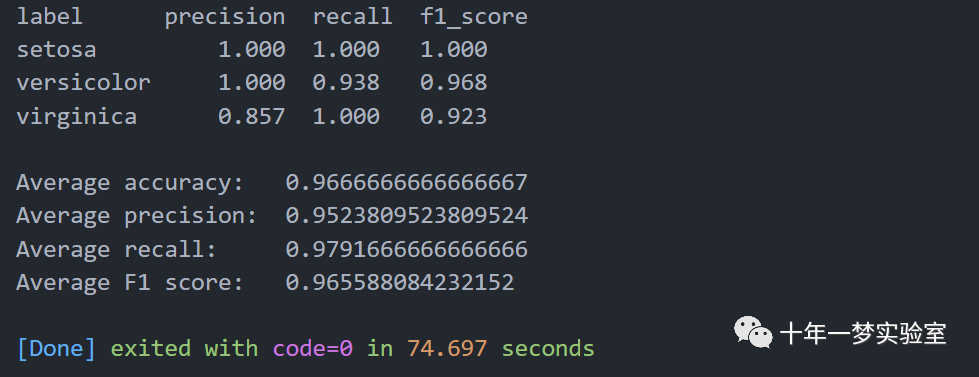 label precision recall f1_score
setosa 1.000 1.000 1.000
versicolor 1.000 0.938 0.968
virginica 0.857 1.000 0.923
Average accuracy: 0.9666666666666667
Average precision: 0.9523809523809524
Average recall: 0.9791666666666666
Average F1 score: 0.965588084232152
[Done] exited with code=0 in 74.697 seconds
十年一梦实验室